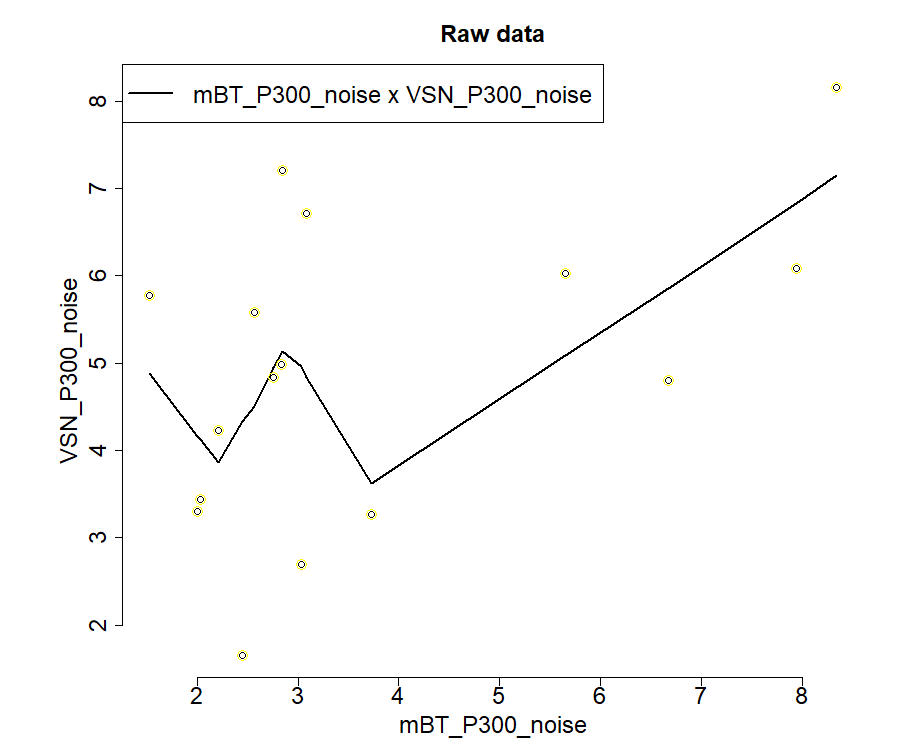 Raw data
mBT_P300_noise x VSN_P300_noise
8
7
6
5
4
3
2
VSN_P300_noise
2 3 4 5 6 7 8
mBT_P300_noise